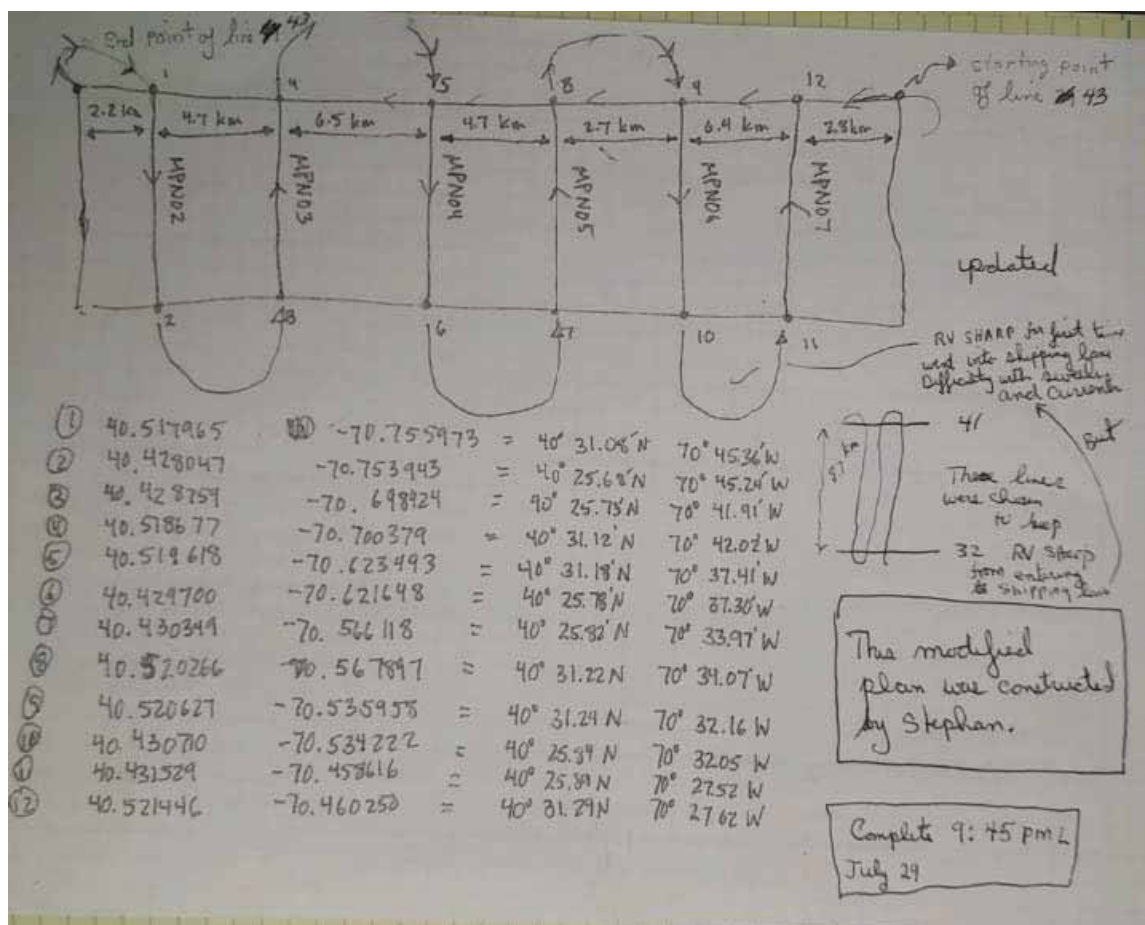 End point of line 43
starting point
of line 43
1 4 5 8 9 12
2.2 km 4.7 km 6.5 km 4.7 km 2.7 km 6.4 km 2.8 km
MPN02 MPN03 MPN04 MPN05 MPN06 MPN07
2 3 6 7 10 11
updated
RV SHARP for first time
went into shipping lane
Difficulty with
and currents
But
41
8.7 km
These lines
were chosen
to keep
32 RV Sharp
from entering
shipping lane
1 40.517965 -70.755973 = 40° 31.08'N 70° 45.36'W
2 40.428047 -70.753943 = 40° 25.68'N 70° 45.24'W
3 40.428759 -70.698424 = 40° 25.73'N 70° 41.91'W
4 40.518677 -70.700379 = 40° 31.12'N 70° 42.02'W
5 40.519618 -70.623493 = 40° 31.18'N 70° 37.41'W
6 40.429700 -70.621648 = 40° 25.78'N 70° 37.30'W
7 40.430349 -70.566118 = 40° 25.82'N 70° 33.97'W
8 40.520266 -70.567847 = 40° 31.22 N 70° 34.07'W
9 40.520627 -70.535958 = 40° 31.24 N 70° 32.16 W
10 40.430710 -70.534222 = 40° 25.84 N 70° 32.05 W
11 40.431529 -70.458616 = 40° 25.89 N 70° 27.52 W
12 40.521446 -70.460250 = 40° 31.29N 70° 27.62 W
This modified
plan was constructed
by Stephan.
Complete 9:45 pm L
July 29